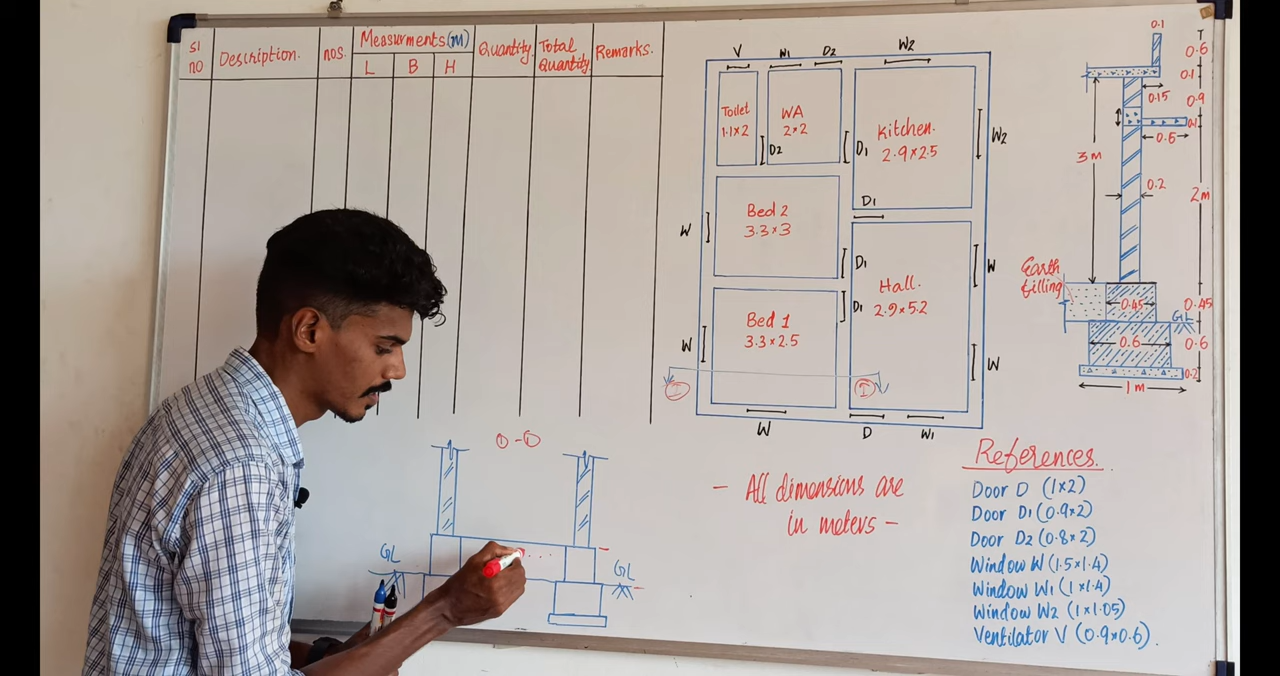 Sl no
Description.
nos.
Measurments (M)
L
B
H
Quantity.
Total Quantity
Remarks.
V
W1
D2
W2
Toilet
1.1×2
WA
2×2
D2
D1
Kitchen.
2.9×2.5
W2
D1
W
Bed 2
3.3×3
D1
Hall.
2.9×5.2
W
W
Bed 1
3.3×2.5
D1
W
1
1
W
D
W1
0.1
0.6
0.1
0.15
0.9
0.1
0.6
3m
0.2
2m
Earth
filling
0.45
0.45
GL
0.6
0.6
0.2
1m
1-1
GL
GL
- All dimensions are
in meters -
References.
Door D (1×2)
Door D1 (0.9×2)
Door D2 (0.8×2)
Window W (1.5×1.4)
Window W1 (1×1.4)
Window W2 (1×1.05)
Ventilator V (0.9×0.6).